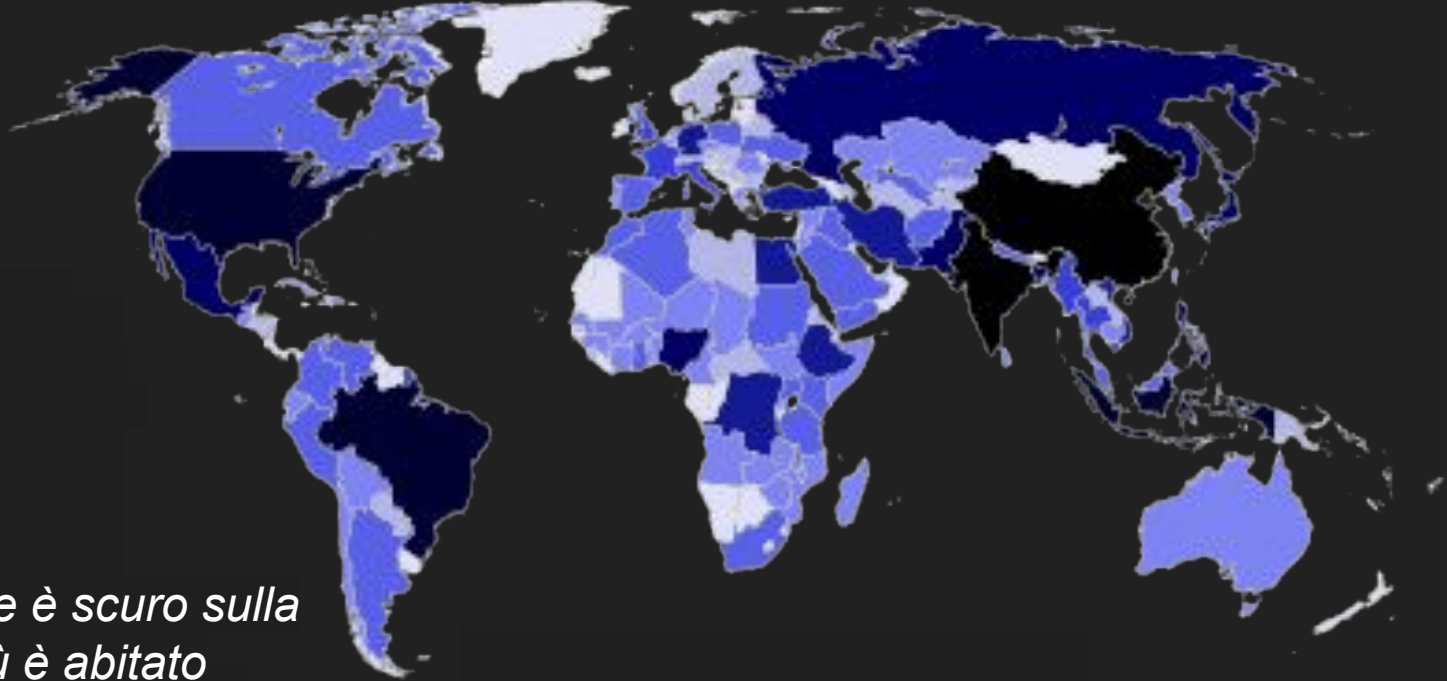 e è scuro sulla
ù è abitato